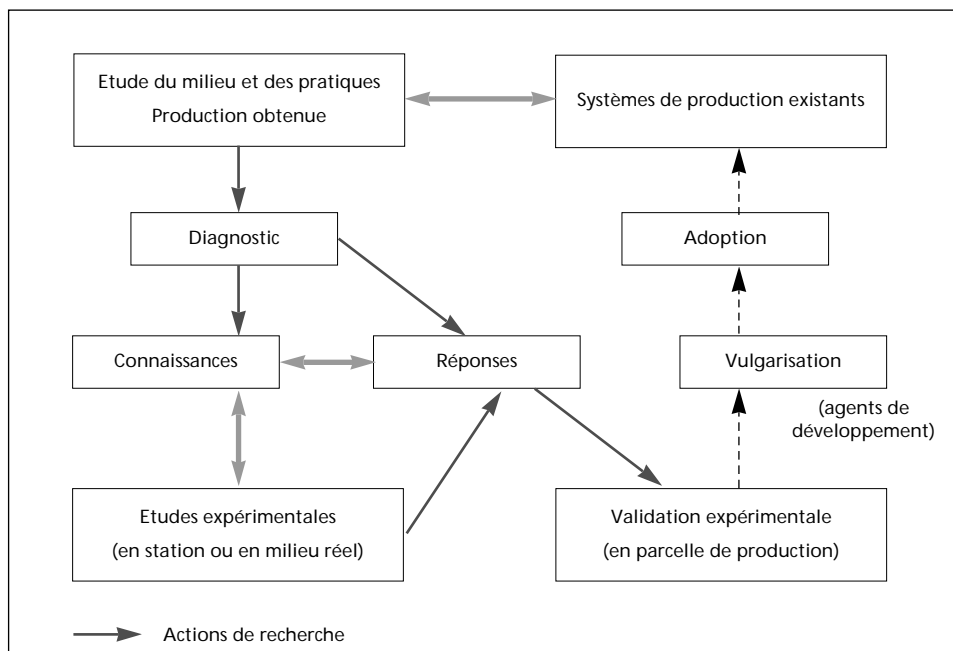 Etude du milieu et des pratiques
Production obtenue
Systèmes de production existants
Diagnostic
Adoption
Connaissances
Réponses
Vulgarisation
(agents de
développement)
Etudes expérimentales
(en station ou en milieu réel)
Validation expérimentale
(en parcelle de production)
Actions de recherche